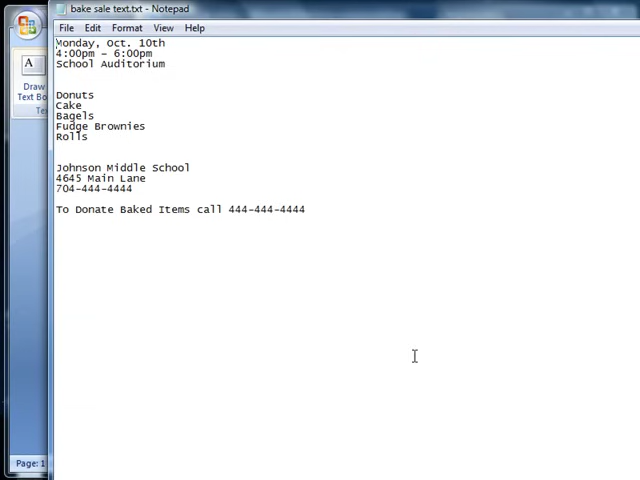 bake sale text.txt - Notepad
File Edit Format View Help
Monday, Oct. 10th
4:00pm – 6:00pm
School Auditorium
Donuts
Cake
Bagels
Fudge Brownies
Rolls
Johnson Middle School
4645 Main Lane
704-444-4444
To Donate Baked Items call 444-444-4444
A
Draw
Text Bo
Te
Page: 1